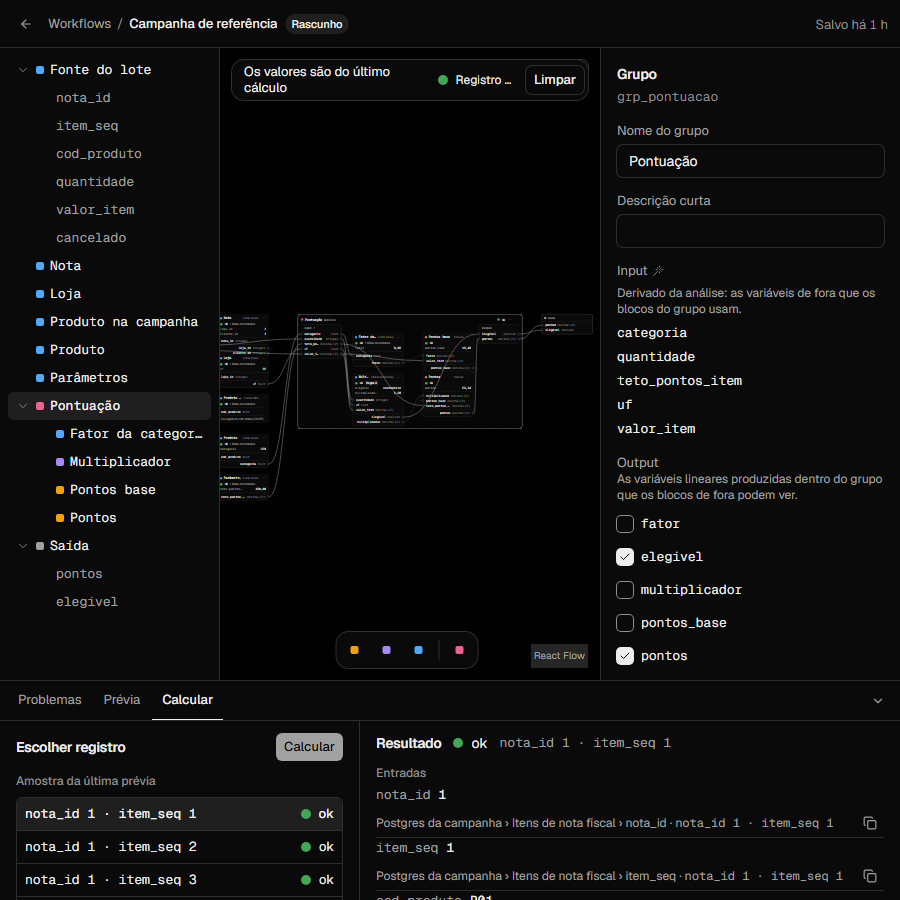 Workflows / Campanha de referência Rascunho
Salvo há 1 h
Fonte do lote
nota_id
item_seq
cod_produto
quantidade
valor_item
cancelado
Nota
Loja
Produto na campanha
Produto
Parâmetros
Pontuação
Fator da categor…
Multiplicador
Pontos base
Pontos
Saída
pontos
elegivel
Os valores são do último
cálculo
Registro …
Limpar
React Flow
Grupo
grp_pontuacao
Nome do grupo
Pontuação
Descrição curta
Input
Derivado da análise: as variáveis de fora que os
blocos do grupo usam.
categoria
quantidade
teto_pontos_item
uf
valor_item
Output
As variáveis lineares produzidas dentro do grupo
que os blocos de fora podem ver.
fator
elegivel
multiplicador
pontos_base
pontos
Problemas Prévia Calcular
Escolher registro
Calcular
Amostra da última prévia
nota_id 1 · item_seq 1 ok
nota_id 1 · item_seq 2 ok
nota_id 1 · item_seq 3 ok
Resultado ok nota_id 1 · item_seq 1
Entradas
nota_id 1
Postgres da campanha › Itens de nota fiscal › nota_id · nota_id 1 · item_seq 1
item_seq 1
Postgres da campanha › Itens de nota fiscal › item_seq · nota_id 1 · item_seq 1
cod_produto P01